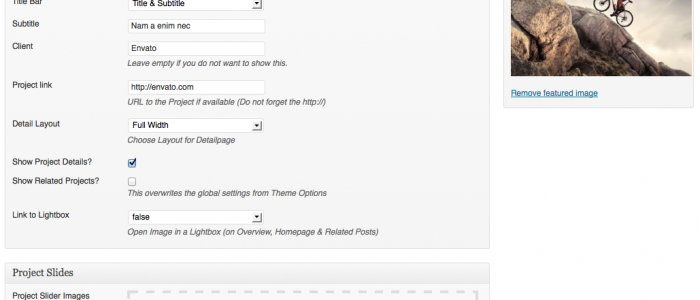 Title Bar
Title & Subtitle
Subtitle
Nam a enim nec
Client
Envato
Leave empty if you do not want to show this.
Project link
http://envato.com
URL to the Project if available (Do not forget the http://)
Detail Layout
Full Width
Choose Layout for Detailpage
Show Project Details?
Show Related Projects?
This overwrites the global settings from Theme Options
Link to Lightbox
false
Open Image in a Lightbox (on Overview, Homepage & Related Posts)
Remove featured image
Project Slides
Project Slider Images